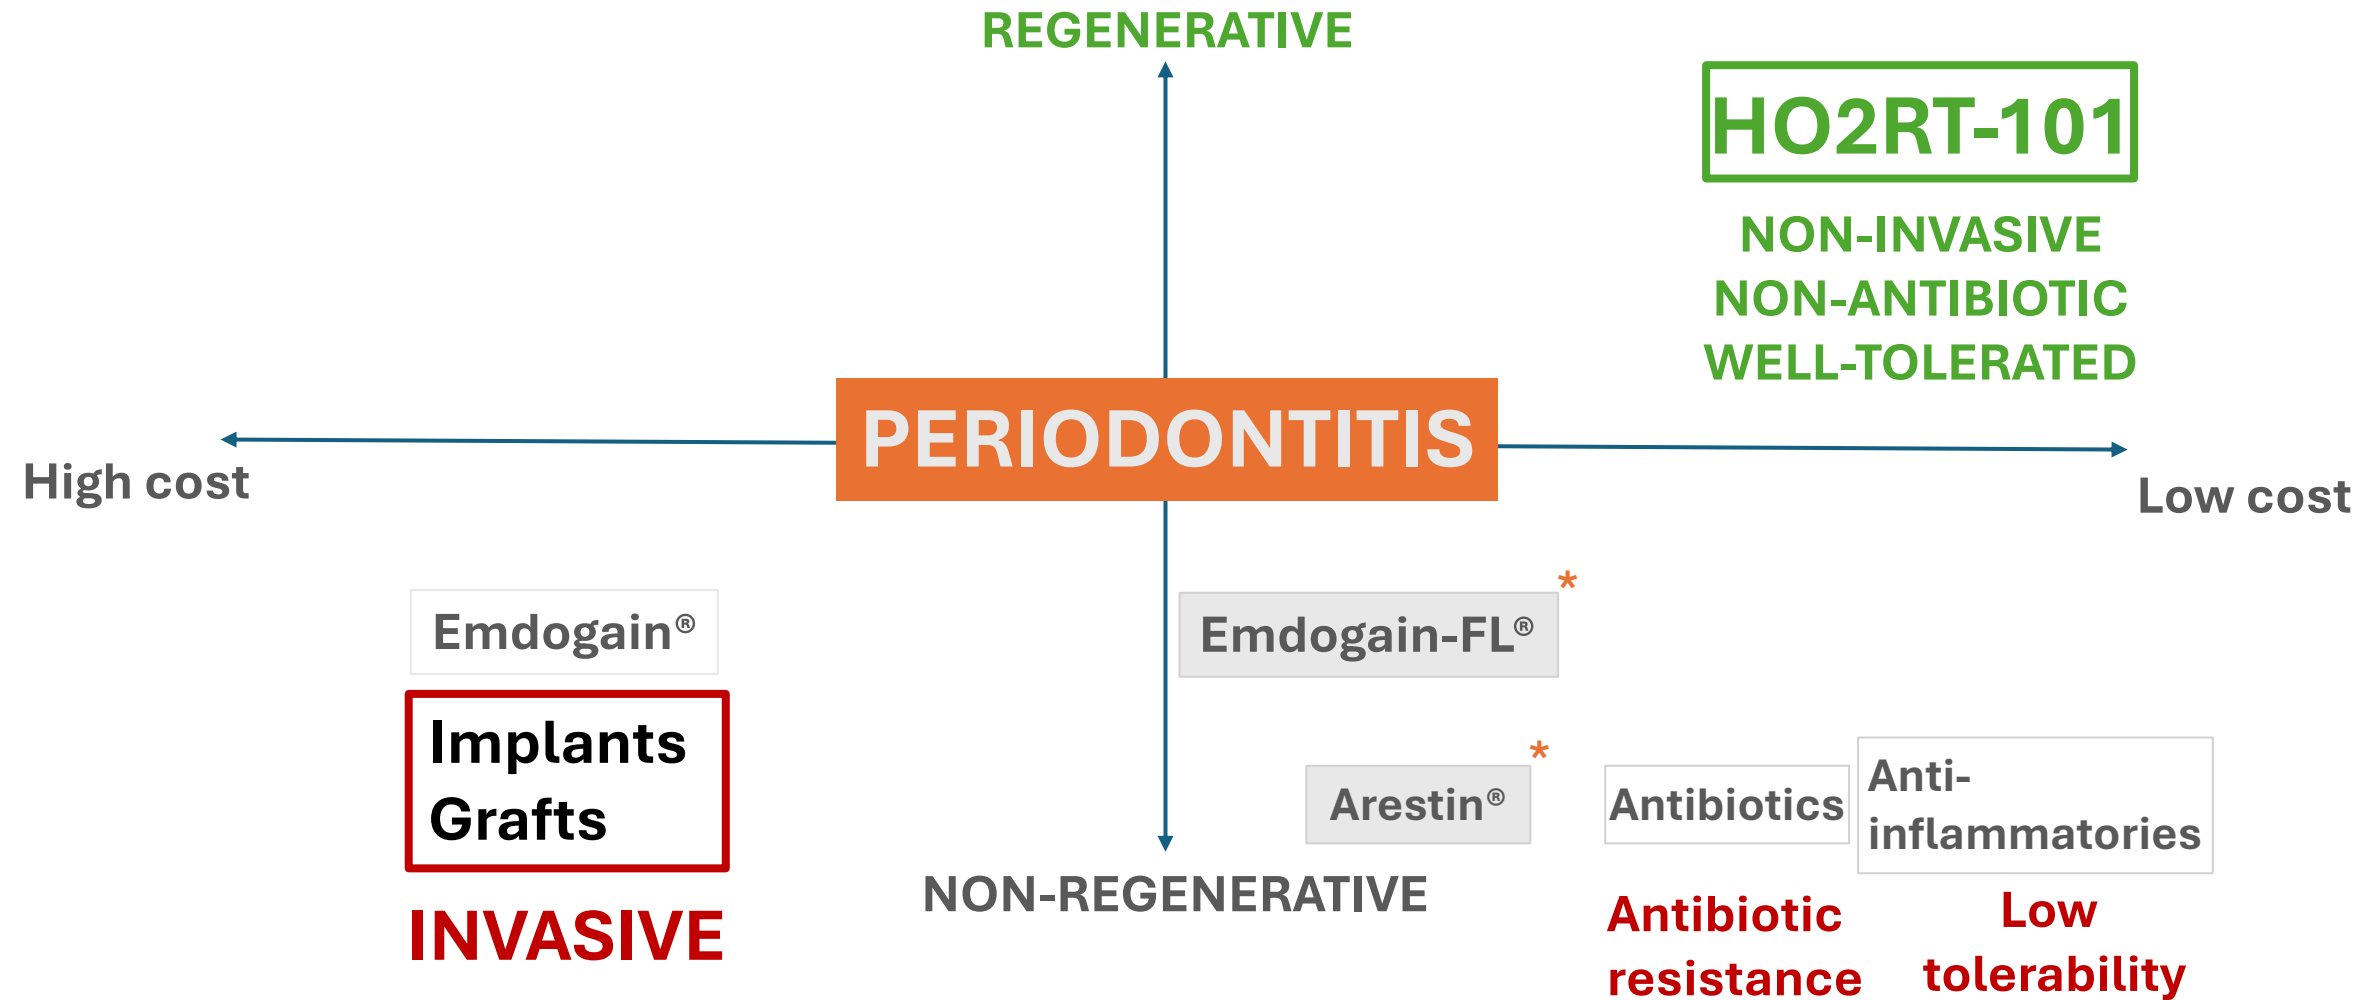 REGENERATIVE
HO2RT-101
NON-INVASIVE
NON-ANTIBIOTIC
WELL-TOLERATED
PERIODONTITIS
High cost
Low cost
Emdogain®
Emdogain-FL®*
Implants
Grafts
INVASIVE
Arestin®*
Antibiotics
Anti-
inflammatories
NON-REGENERATIVE
Antibiotic
resistance
Low
tolerability